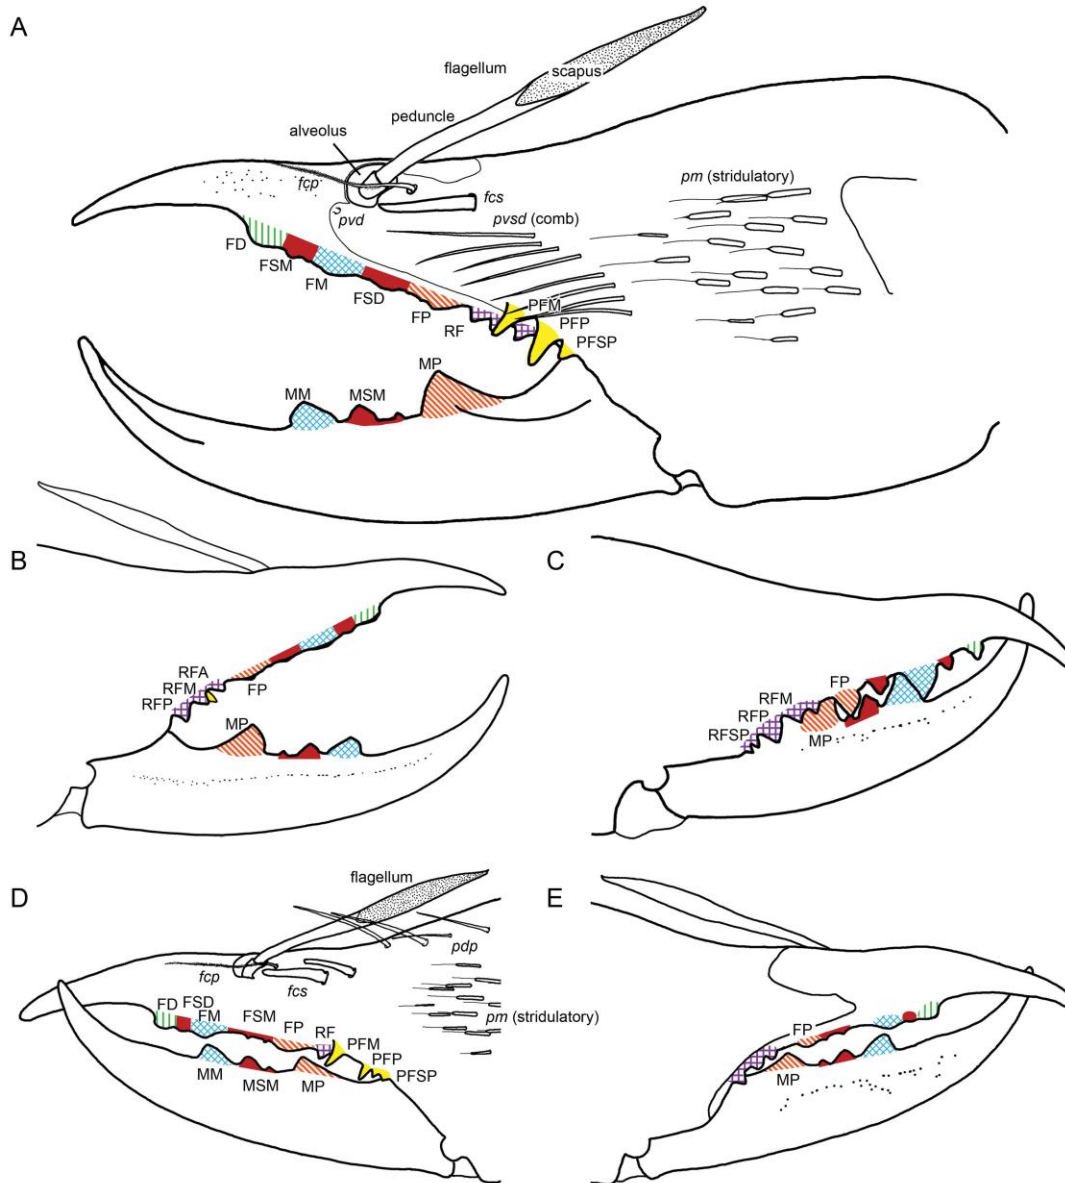 A
flagellum
scapus
peduncle
alveolus
fcp
fcs
pm (stridulatory)
pvd
pvsd (comb)
FD
FSM
FM
FSD
FP
RF
PFM
PFP
PFSP
MP
MM
MSM
B
C
RFA
RFM
RFP
FP
MP
FP
RFM
RFP
RFSP
MP
D
flagellum
E
pdp
fcp
fcs
pm (stridulatory)
FD
FSD
FM
FSM
FP
RF
PFM
PFP
PFSP
MM
MSM
MP
FP
MP